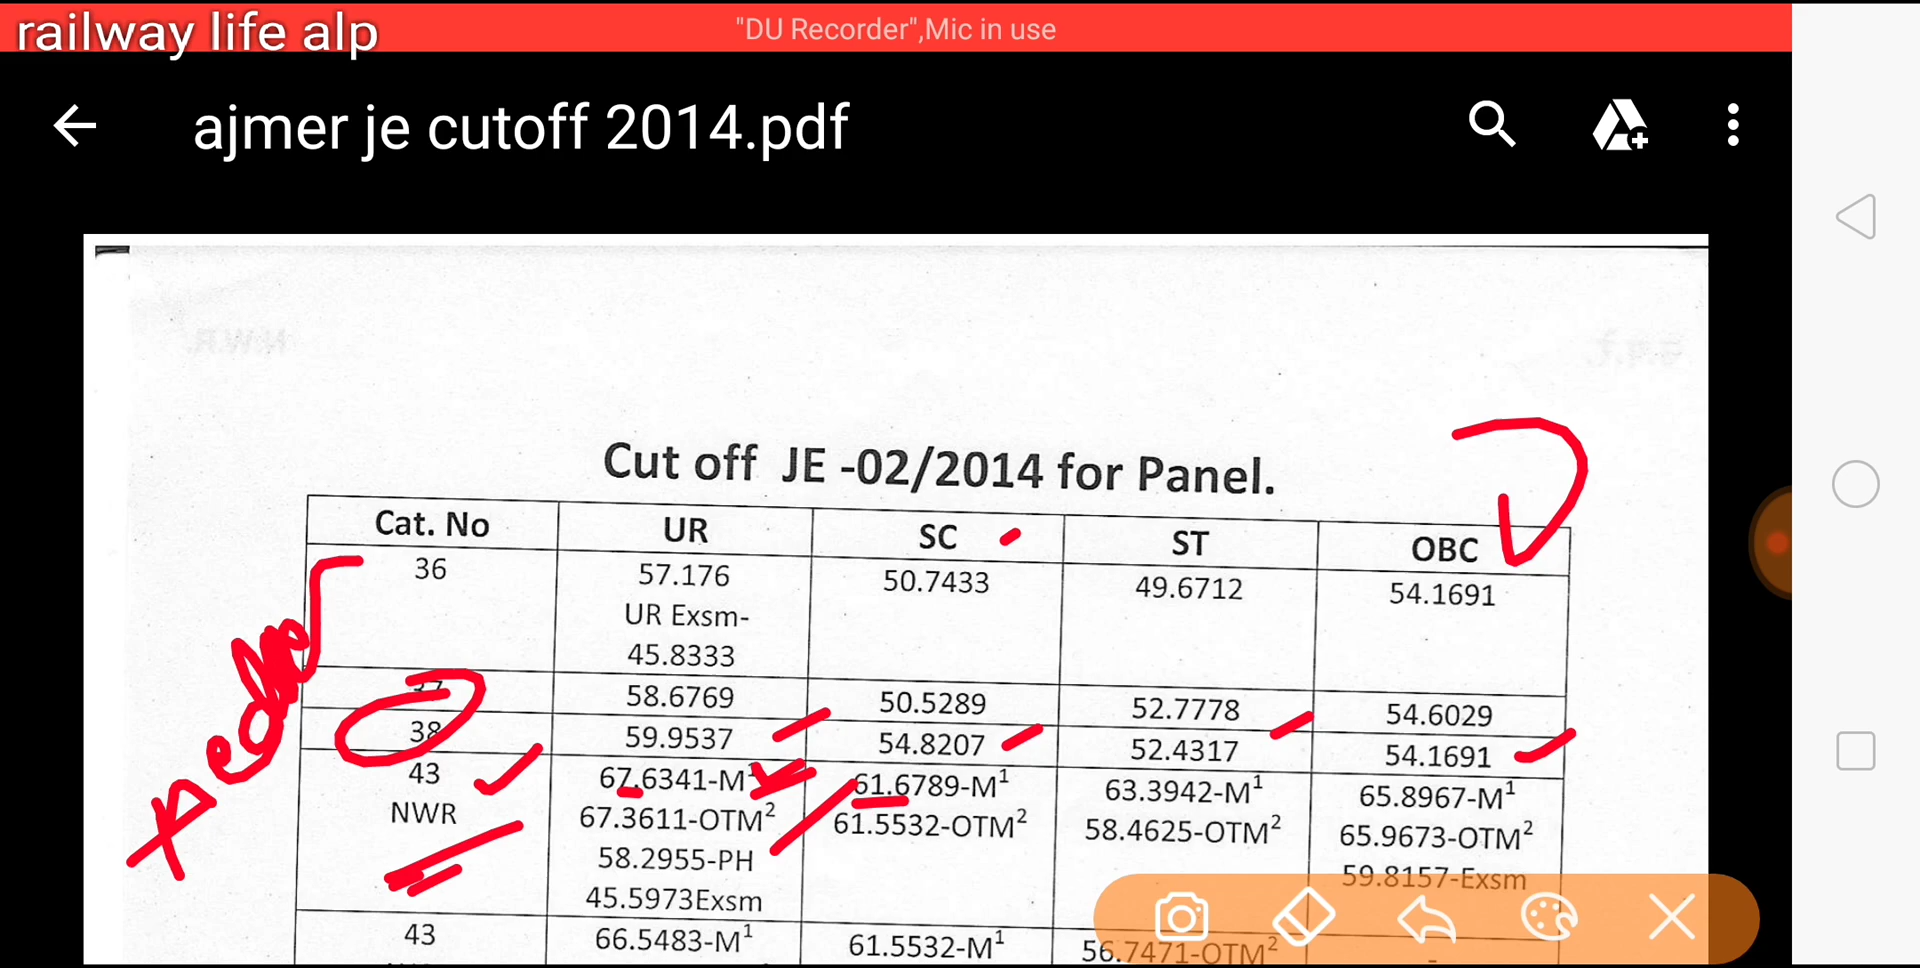 railway life alp
"DU Recorder",Mic in use
ajmer je cutoff 2014.pdf
N.W.R.
Cut off JE -02/2014 for Panel.
Cat. No UR SC ST OBC
36 57.176 50.7433 49.6712 54.1691
UR Exsm-
45.8333
37 58.6769 50.5289 52.7778 54.6029
38 59.9537 54.8207 52.4317 54.1691
43 67.6341-M¹ 61.6789-M¹ 63.3942-M¹ 65.8967-M¹
NWR 67.3611-OTM² 61.5532-OTM² 58.4625-OTM² 65.9673-OTM²
58.2955-PH 59.8157-Exsm
45.5973Exsm
43 66.5483-M¹ 61.5532-M¹ 56.7471-OTM² -